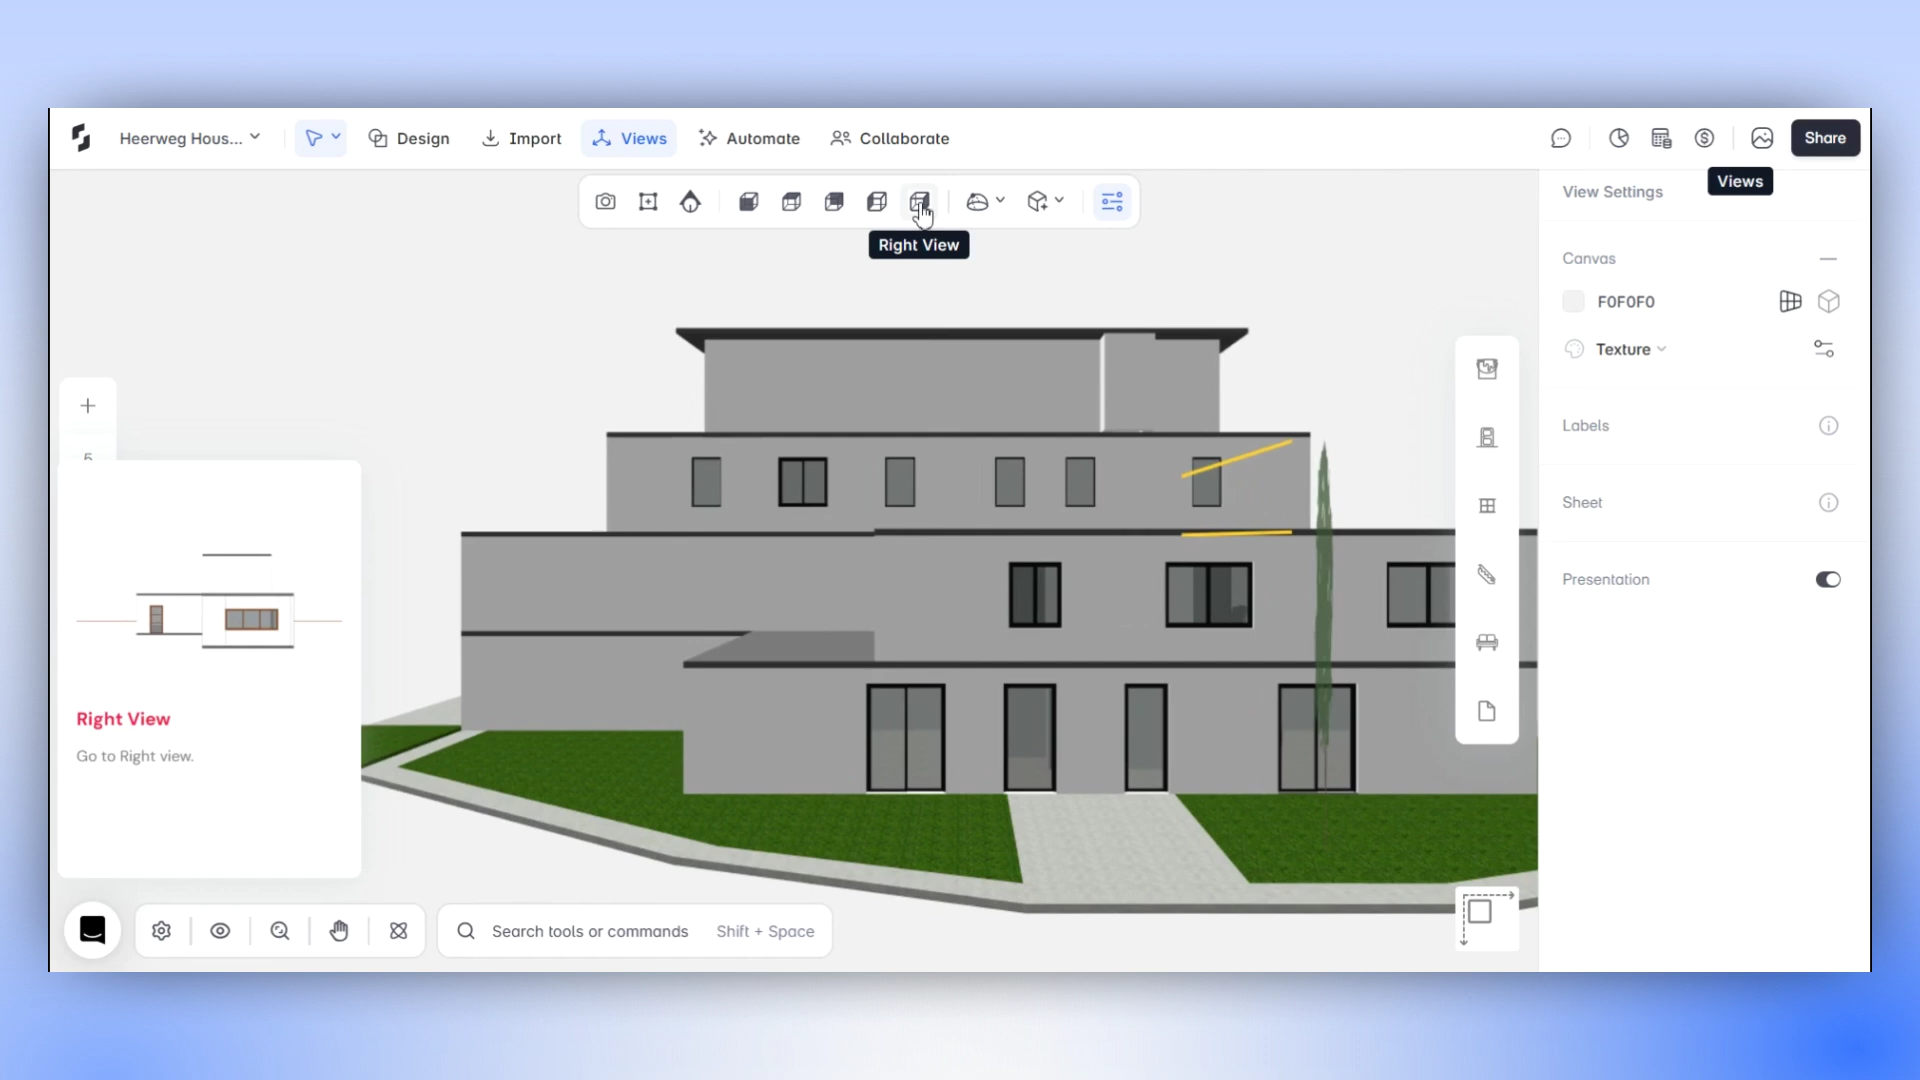 Heerweg Hous...
Design
Import
Views
Automate
Collaborate
Share
Views
View Settings
Right View
Canvas
F0F0F0
Texture
Labels
Sheet
Presentation
5
Right View
Go to Right view.
Search tools or commands Shift + Space